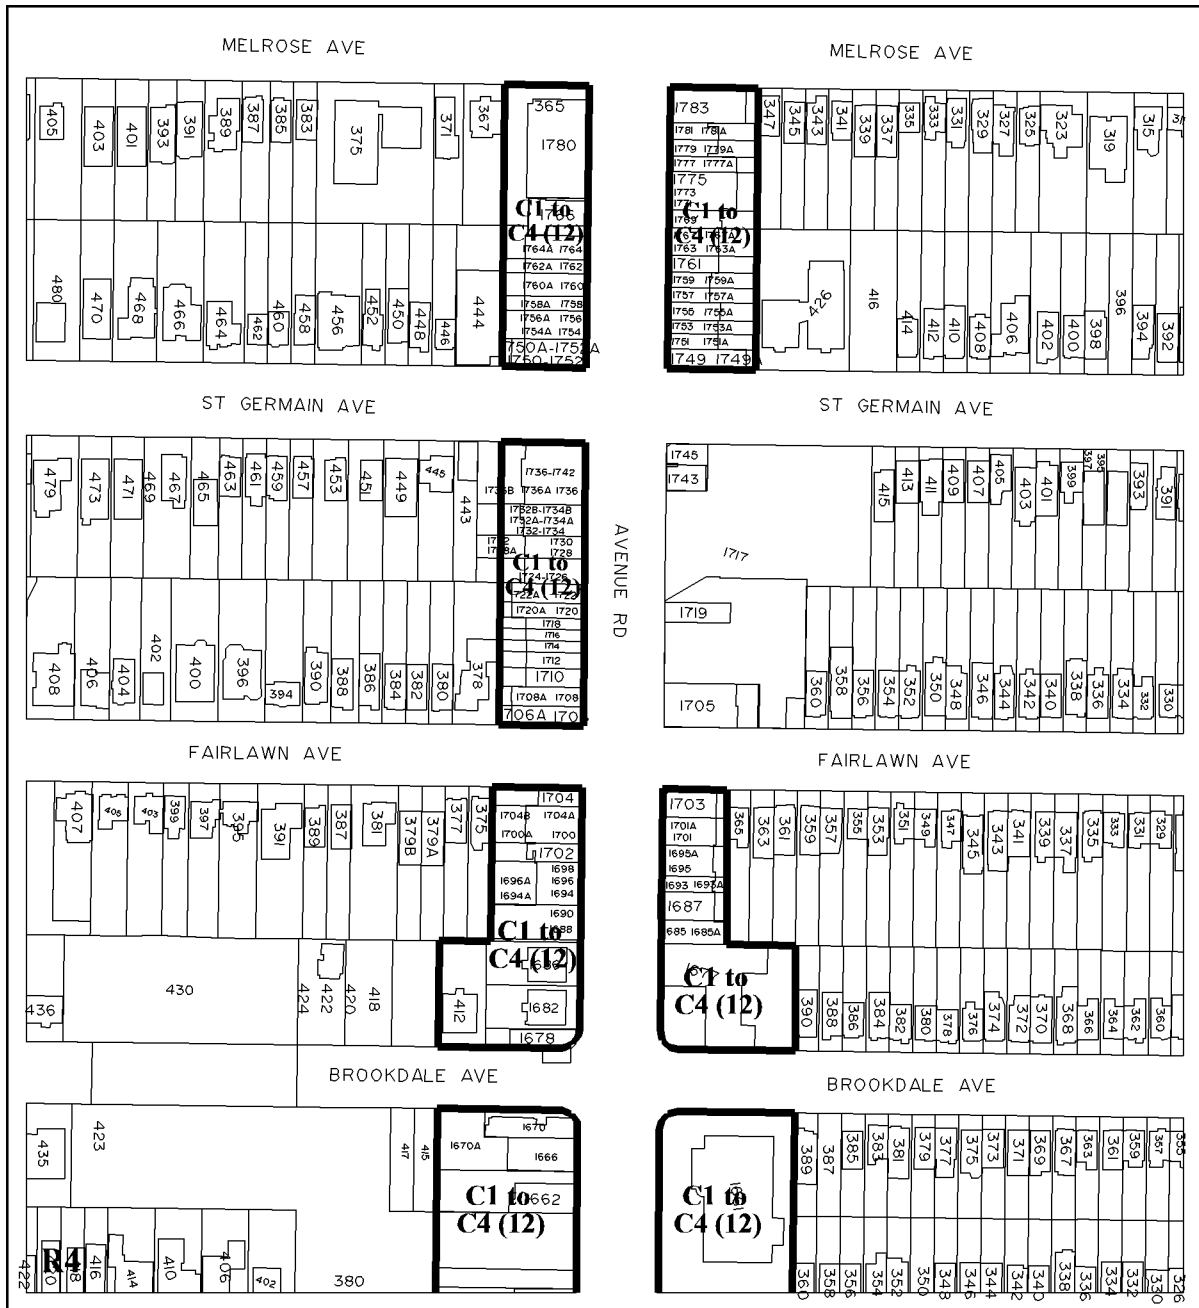 MELROSE AVE
MELROSE AVE
405 403 401 393 391 389 387 385 383 375 371 367 365
1780
C1 to
C4 (12)
1764A 1764
1762A 1762
1760A 1760
1758A 1758
1756A 1756
1754A 1754
1750-1752
480 470 468 466 464 462 460 458 456 452 450 448 446 444
1783
1781 1781A
1779 1779A
1777 1777A
1775
1773
C1 to
C4 (12)
1763 1763A
1761
1759 1759A
1757 1757A
1755 1755A
1753 1753A
1751 1751A
1749 1749A
347 345 343 341 339 337 335 333 331 329 327 325 323 319 315
426 416 414 412 410 408 406 402 400 398 396 394 392
ST GERMAIN AVE
ST GERMAIN AVE
479 473 471 469 467 465 463 461 459 457 453 451 449 445 443
1736-1742
1736B 1736A 1736
1732B-1734B
1732A-1734A
1732-1734
1730
1728
C1 to
C4 (12)
1724-1726
1722A 1722
1720A 1720
1718
1716
1714
1712
1710
1708A 1708
408 406 404 402 400 396 394 390 388 386 384 382 380 378
AVENUE RD
1745
1743
1717
1719
1705
415 413 411 409 407 405 403 401 399 397 395 393 391
360 358 356 354 352 350 348 346 344 342 340 338 336 334 332 330
FAIRLAWN AVE
FAIRLAWN AVE
407 405 403 399 397 395 391 389 387 381 379B 379A 377 375
1704
1704B 1704A
1700A 1700
1702
1698
1696A 1696
1694A 1694
1690
1688
C1 to
C4 (12)
1686
1682
1678
436 430 424 422 420 418 412
1703
1701A
1701
1695A
1695
1693 1693A
1687
1685 1685A
C1 to
C4 (12)
365 363 361 359 357 355 353 351 349 347 345 343 341 339 337 335 333 331 329
390 388 386 384 382 380 378 376 374 372 370 368 366 364 362 360
BROOKDALE AVE
BROOKDALE AVE
435 423 417 415
1670
1670A
1666
1662
C1 to
C4 (12)
R4
422 416 414 410 406 402 380
C1 to
C4 (12)
389 387 385 383 381 379 377 375 373 371 369 367 363 361 359 357 355
360 358 356 354 352 350 348 346 344 342 340 338 336 334 332 330 326